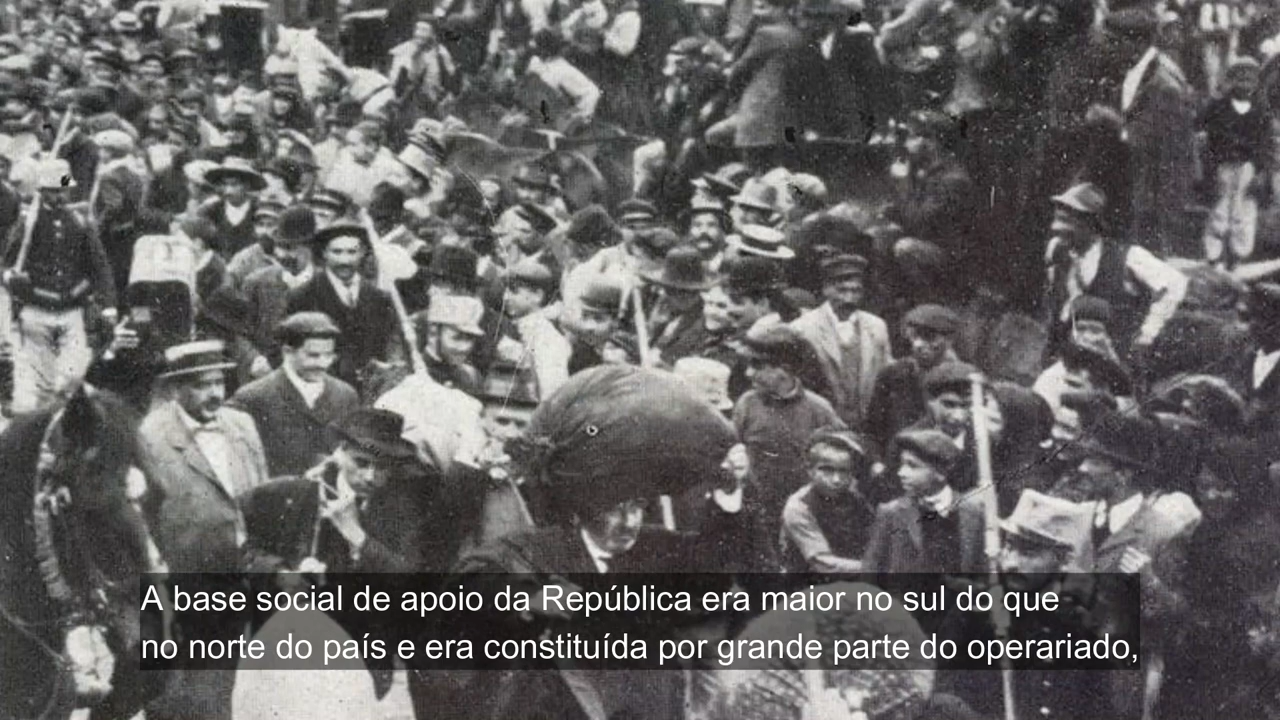 A base social de apoio da República era maior no sul do que
no norte do país e era constituída por grande parte do operariado,